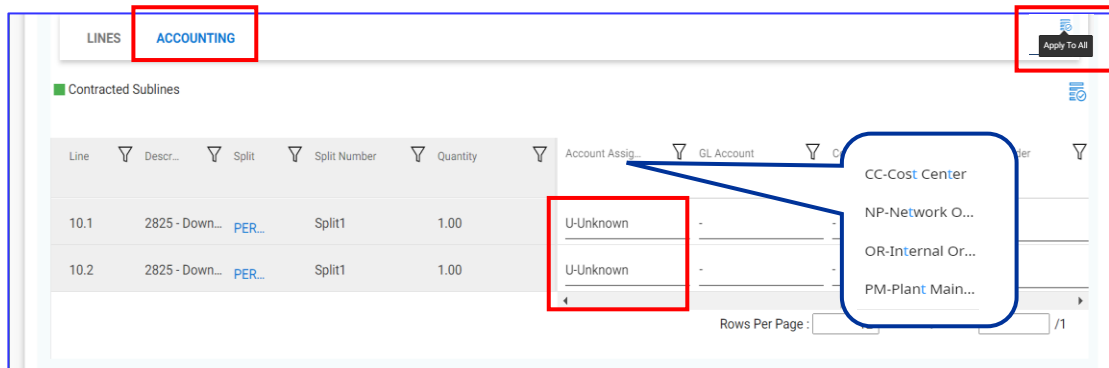 LINES ACCOUNTING
Apply To All
Contracted Sublines
Line Descr... Split Split Number Quantity Account Assig... GL Account
CC-Cost Center
NP-Network O...
OR-Internal Or...
PM-Plant Main...
10.1 2825 - Down... PER... Split1 1.00 U-Unknown - -
10.2 2825 - Down... PER... Split1 1.00 U-Unknown - -
Rows Per Page : /1